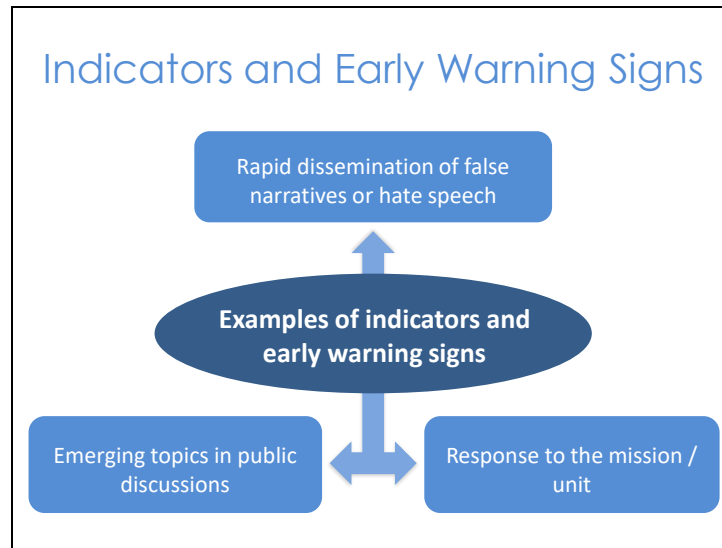 Indicators and Early Warning Signs
Rapid dissemination of false
narratives or hate speech
Examples of indicators and
early warning signs
Emerging topics in public
discussions
Response to the mission /
unit